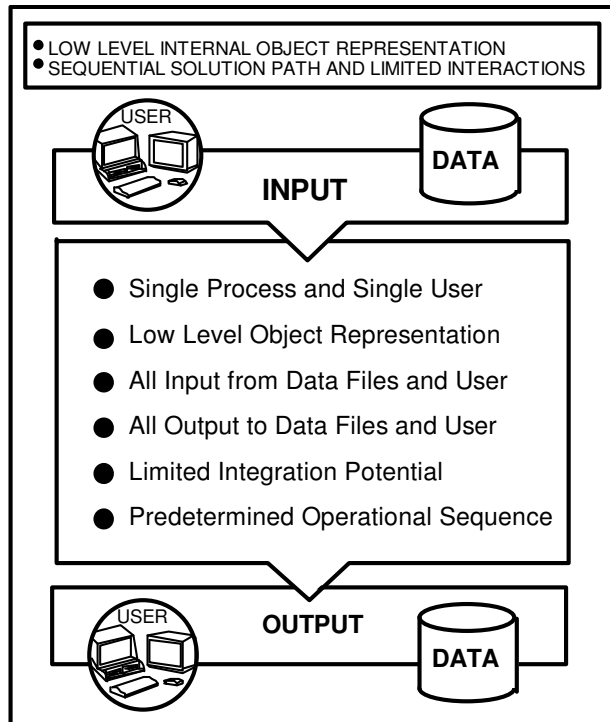 ● LOW LEVEL INTERNAL OBJECT REPRESENTATION
● SEQUENTIAL SOLUTION PATH AND LIMITED INTERACTIONS
USER
DATA
INPUT
● Single Process and Single User
● Low Level Object Representation
● All Input from Data Files and User
● All Output to Data Files and User
● Limited Integration Potential
● Predetermined Operational Sequence
USER
OUTPUT
DATA